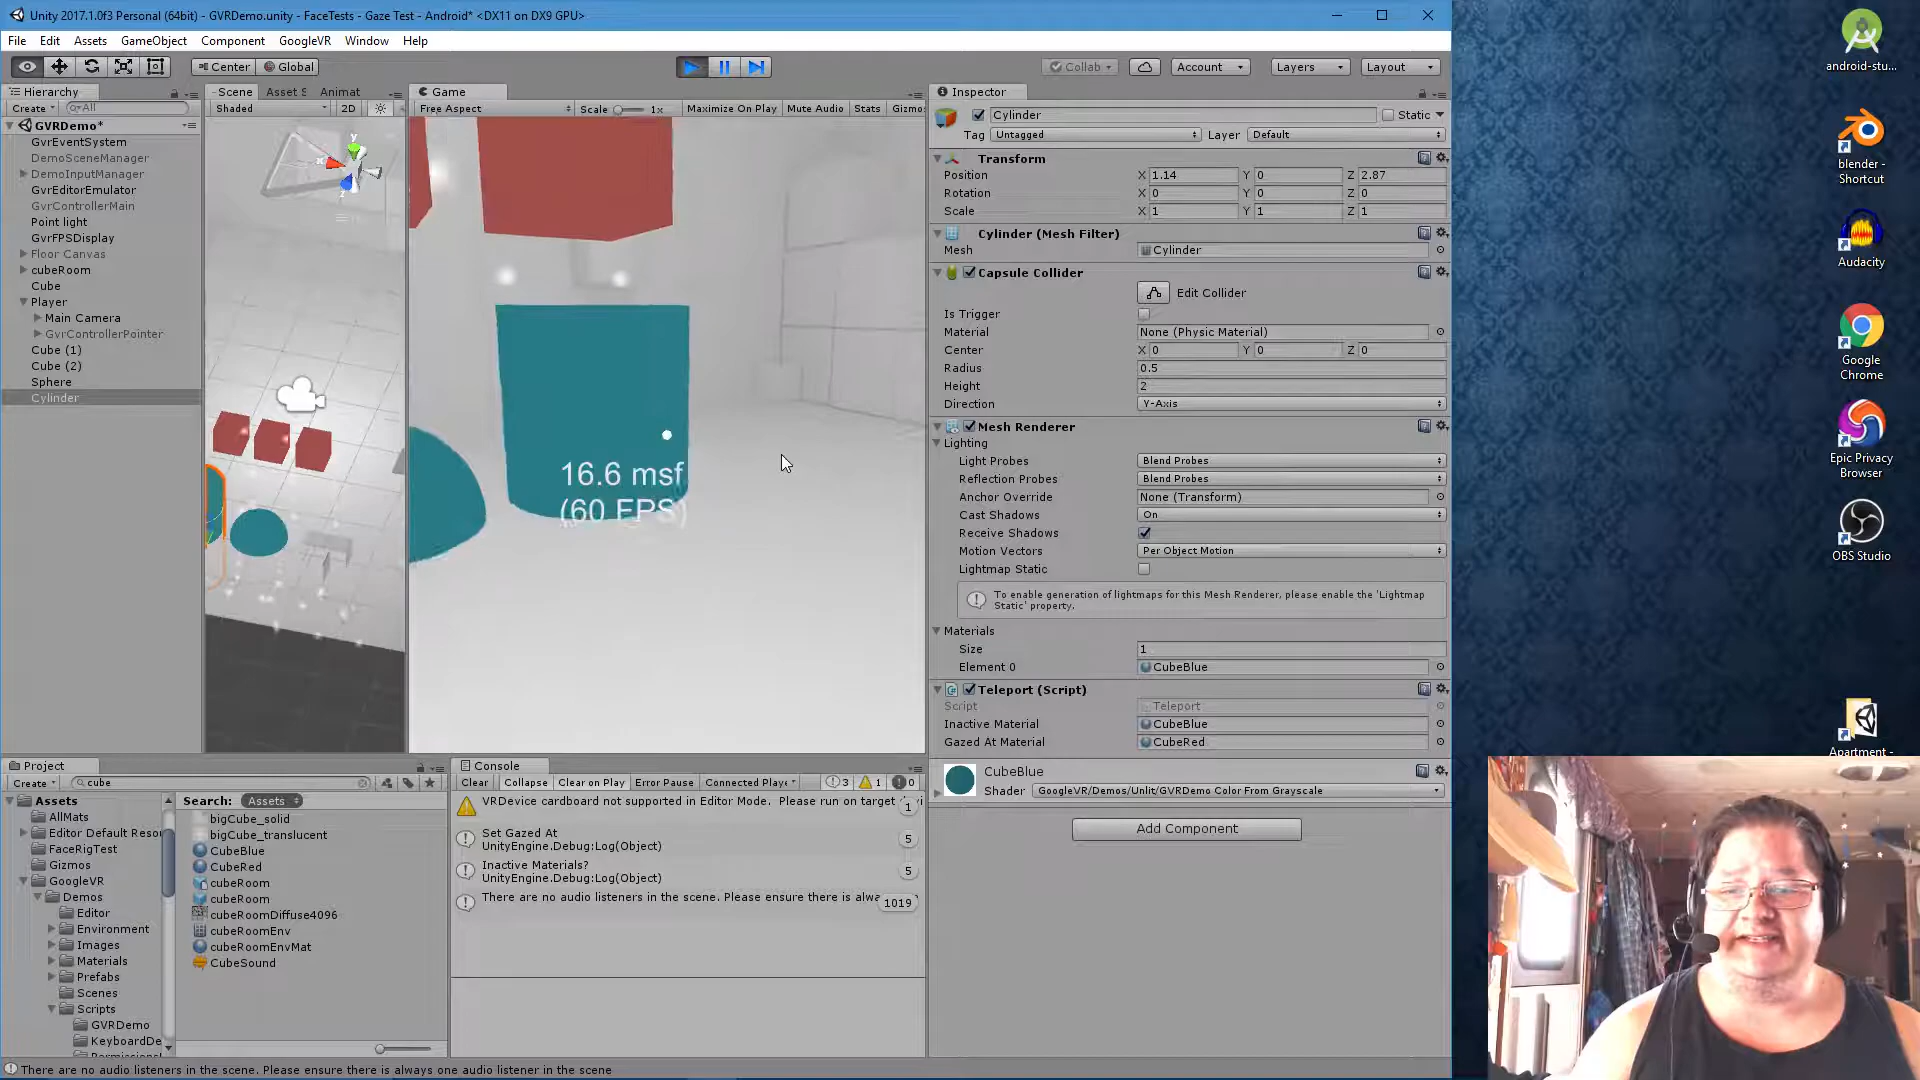 Unity 2017.1.0f3 Personal (64bit) - GVRDemo.unity - FaceTests - Gaze Test - Android* <DX11 on DX9 GPU>
File Edit Assets GameObject Component GoogleVR Window Help
Center Global Collab Account Layers Layout
Hierarchy
Create All
GVRDemo*
GvrEventSystem
DemoSceneManager
DemoInputManager
GvrEditorEmulator
GvrControllerMain
Point light
GvrFPSDisplay
Floor Canvas
cubeRoom
Cube
Player
Main Camera
GvrControllerPointer
Cube (1)
Cube (2)
Sphere
Cylinder
Scene Asset S Animat
Shaded 2D
y
x
z
Game
Free Aspect Scale 1x Maximize On Play Mute Audio Stats Gizmo
16.6 msf
(60 FPS)
Inspector
Cylinder Static
Tag Untagged Layer Default
Transform
Position X 1.14 Y 0 Z 2.87
Rotation X 0 Y 0 Z 0
Scale X 1 Y 1 Z 1
Cylinder (Mesh Filter)
Mesh Cylinder
Capsule Collider
Edit Collider
Is Trigger
Material None (Physic Material)
Center X 0 Y 0 Z 0
Radius 0.5
Height 2
Direction Y-Axis
Mesh Renderer
Lighting
Light Probes Blend Probes
Reflection Probes Blend Probes
Anchor Override None (Transform)
Cast Shadows On
Receive Shadows
Motion Vectors Per Object Motion
Lightmap Static
To enable generation of lightmaps for this Mesh Renderer, please enable the 'Lightmap
Static' property.
Materials
Size 1
Element 0 CubeBlue
Teleport (Script)
Script Teleport
Inactive Material CubeBlue
Gazed At Material CubeRed
CubeBlue
Shader GoogleVR/Demos/Unlit/GVRDemo Color From Grayscale
Add Component
Project
Create cube
Assets
AllMats
Editor Default Reso
FaceRigTest
Gizmos
GoogleVR
Demos
Editor
Environment
Images
Materials
Prefabs
Scenes
Scripts
GVRDemo
KeyboardDe
Search: Assets
bigCube_solid
bigCube_translucent
CubeBlue
CubeRed
cubeRoom
cubeRoom
cubeRoomDiffuse4096
cubeRoomEnv
cubeRoomEnvMat
CubeSound
Console
Clear Collapse Clear on Play Error Pause Connected Playe 3 1 0
VRDevice cardboard not supported in Editor Mode. Please run on target 1
Set Gazed At
UnityEngine.Debug:Log(Object) 5
Inactive Materials?
UnityEngine.Debug:Log(Object) 5
There are no audio listeners in the scene. Please ensure there is alwa 1019
There are no audio listeners in the scene. Please ensure there is always one audio listener in the scene
android-stu...
blender -
Shortcut
Audacity
Google
Chrome
Epic Privacy
Browser
OBS Studio
Apartment -